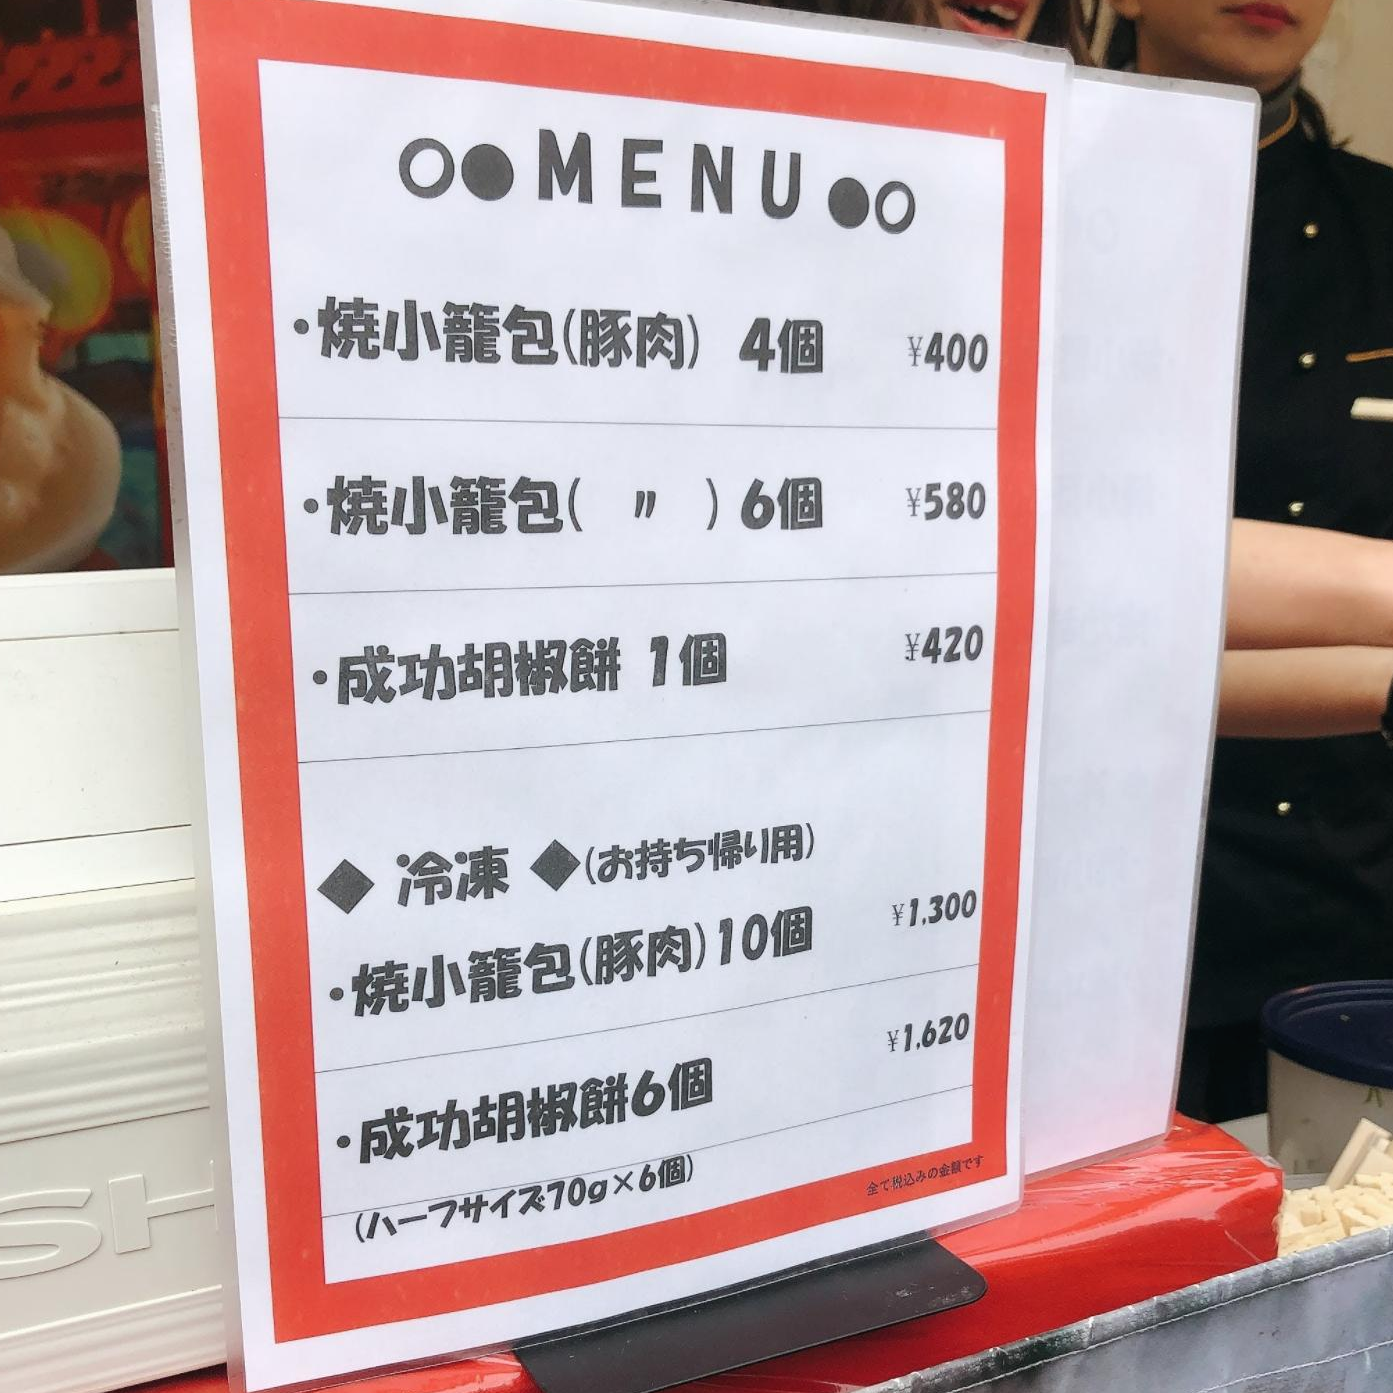 ○●MENU●○
・焼小籠包(豚肉) 4個 ¥400
・焼小籠包( 〃 ) 6個 ¥580
・成功胡椒餅 1個 ¥420
◆ 冷凍 ◆(お持ち帰り用)
・焼小籠包(豚肉)10個 ¥1,300
・成功胡椒餅6個 ¥1,620
(ハーフサイズ70g×6個)
全て税込みの金額です
SH